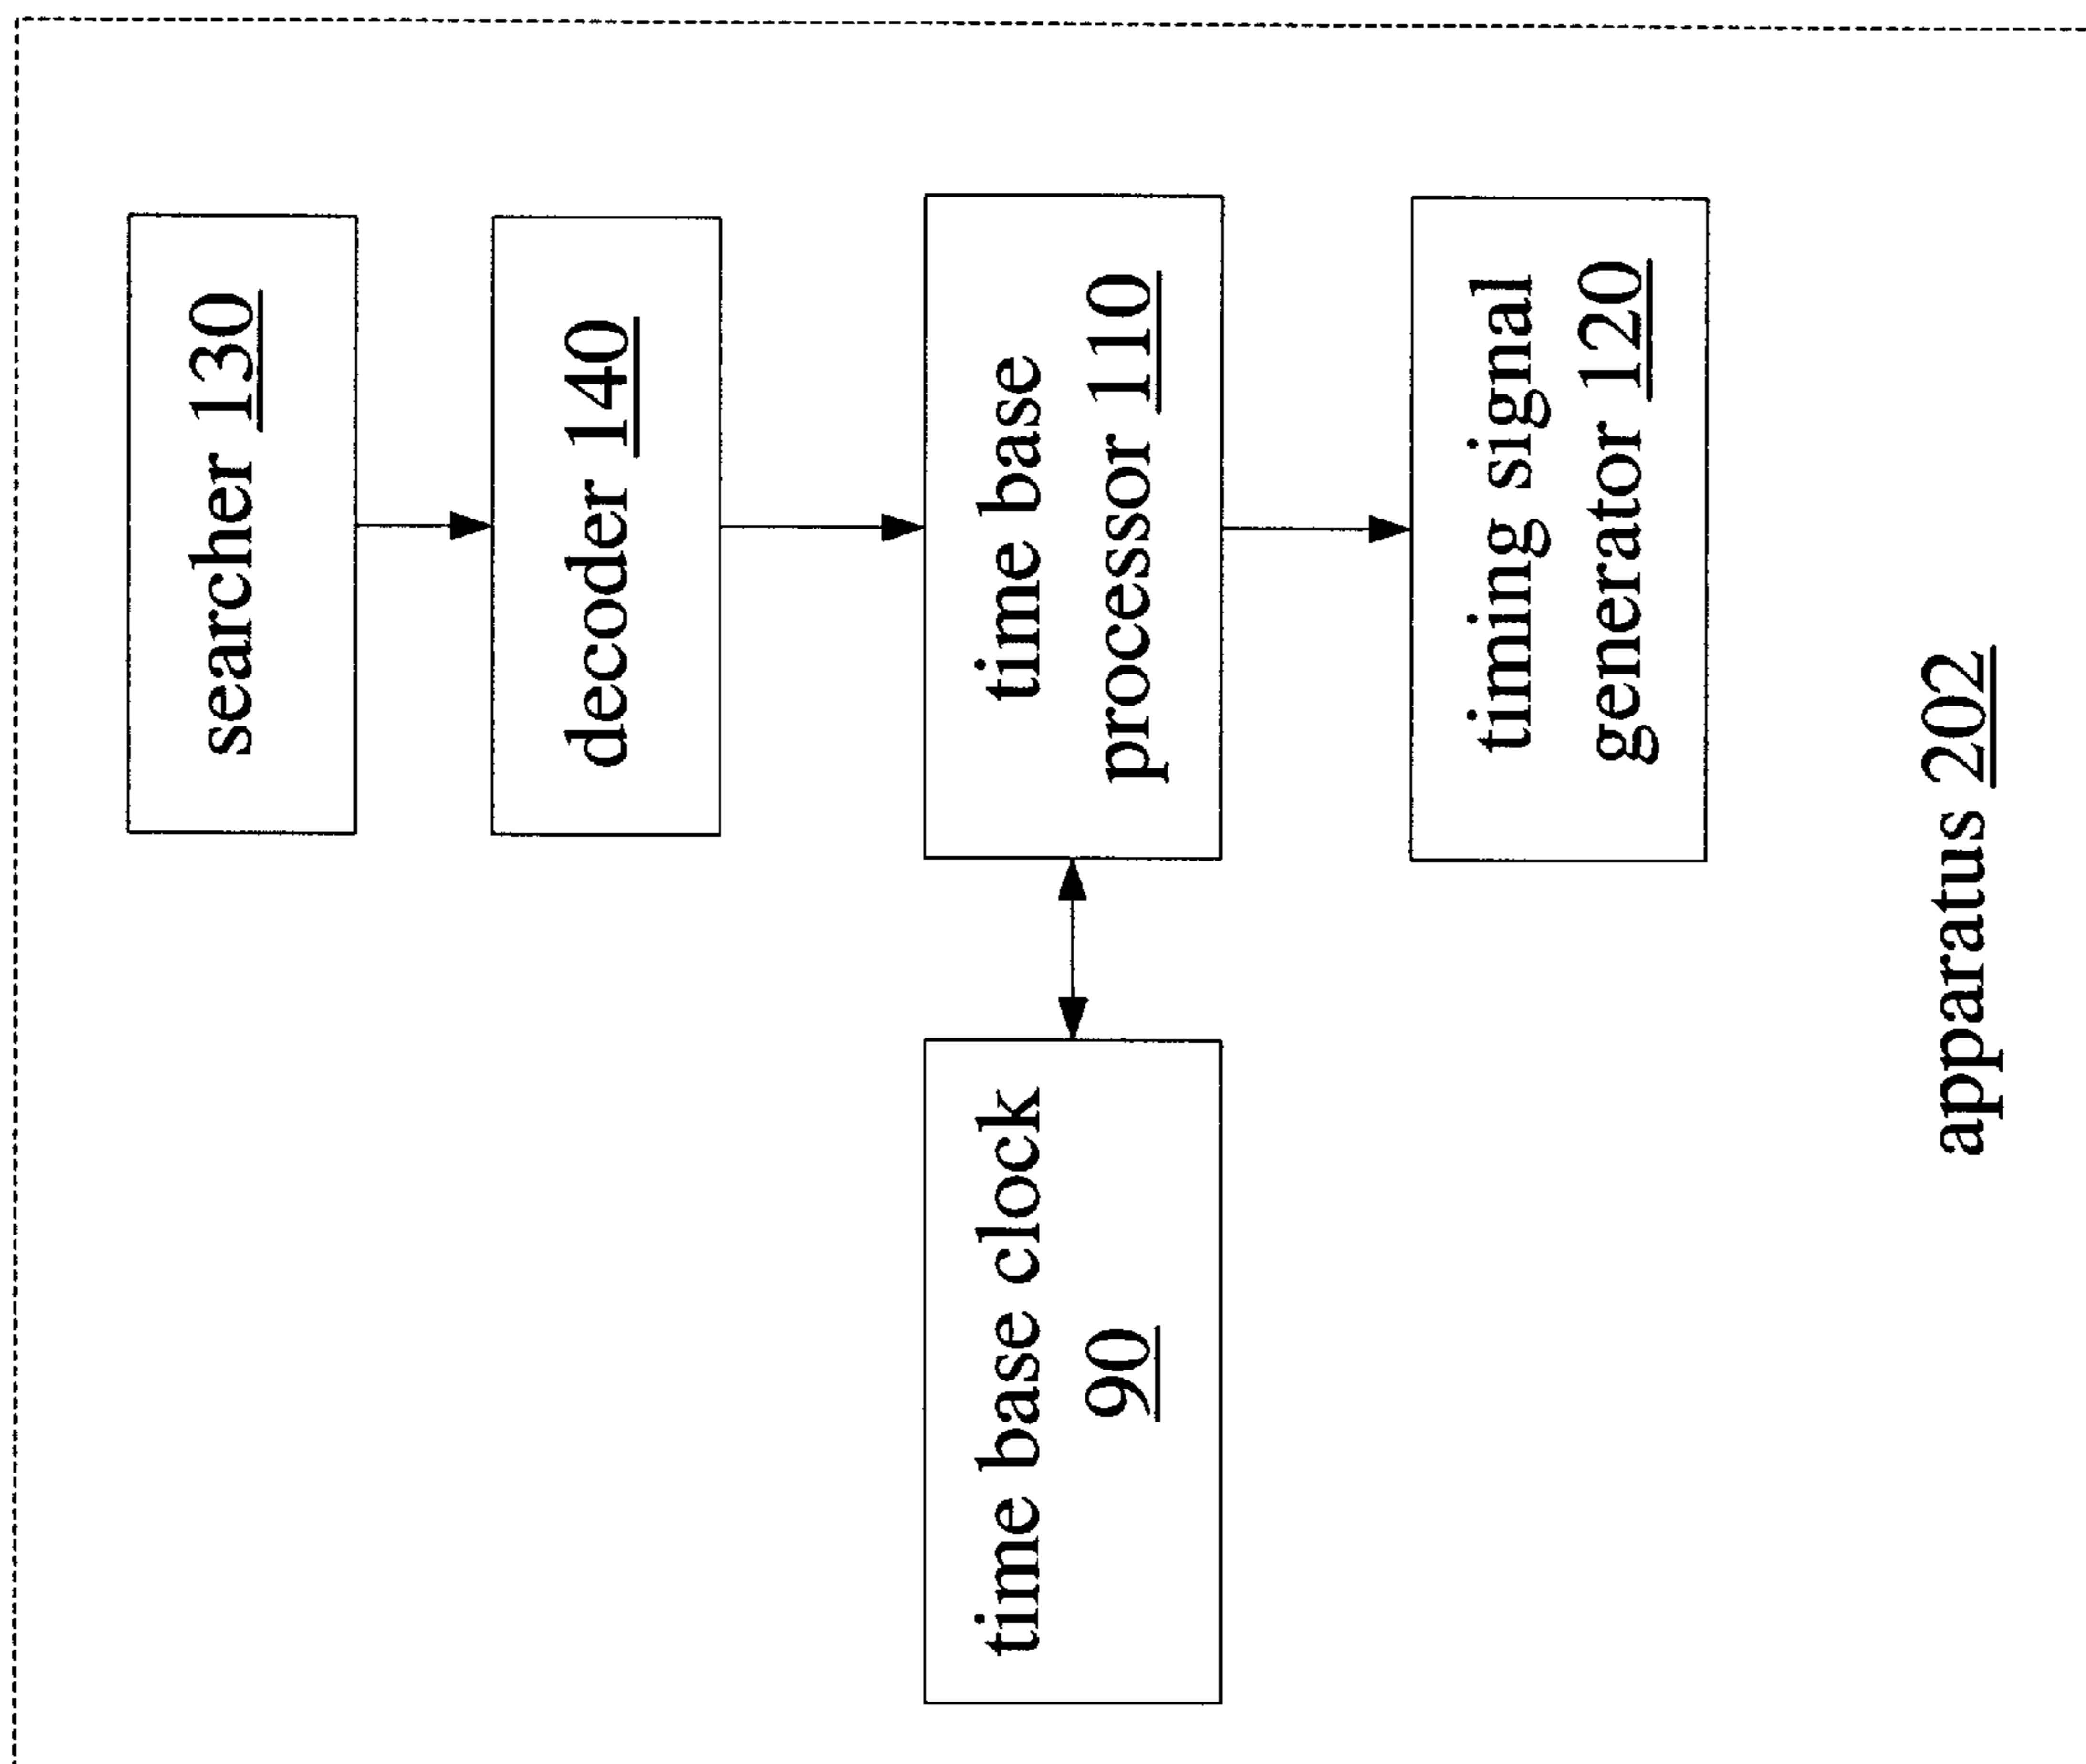 searcher 130
decoder 140
time base
processor 110
timing signal
generator 120
time base clock
90
apparatus 202